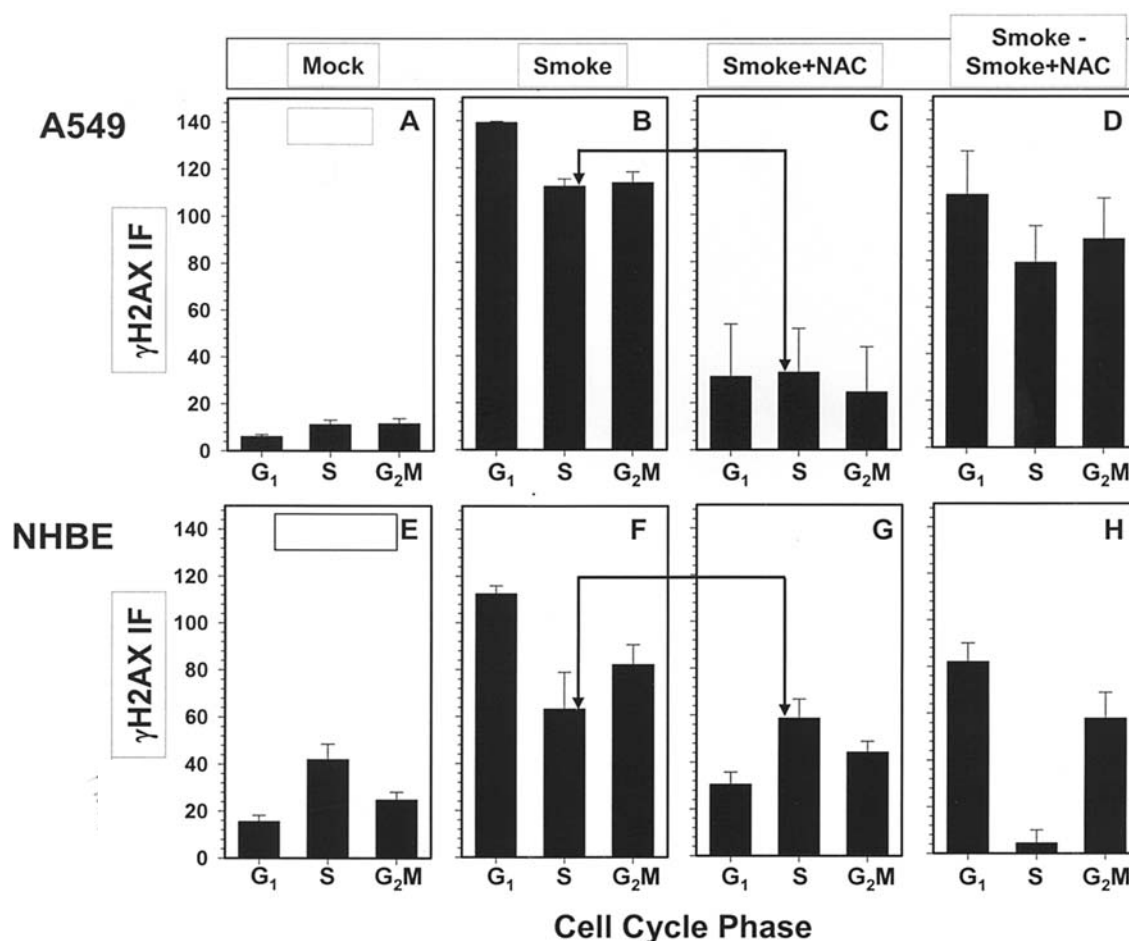 Mock
Smoke
Smoke+NAC
Smoke -
Smoke+NAC
A549
γH2AX IF
140
120
100
80
60
40
20
0
A
B
C
D
G₁ S G₂M
G₁ S G₂M
G₁ S G₂M
G₁ S G₂M
NHBE
γH2AX IF
140
120
100
80
60
40
20
0
E
F
G
H
G₁ S G₂M
G₁ S G₂M
G₁ S G₂M
G₁ S G₂M
Cell Cycle Phase